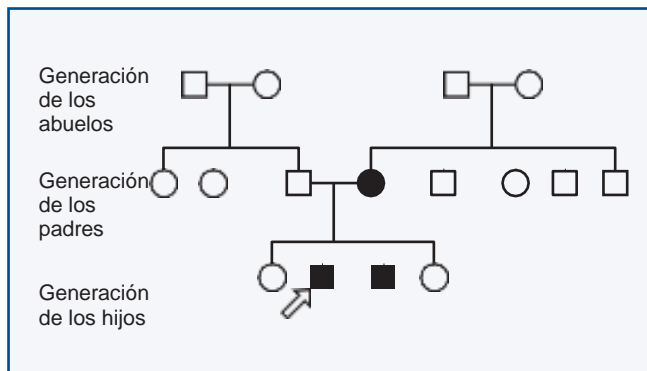 Generación
de los
abuelos
Generación
de los
padres
Generación
de los hijos